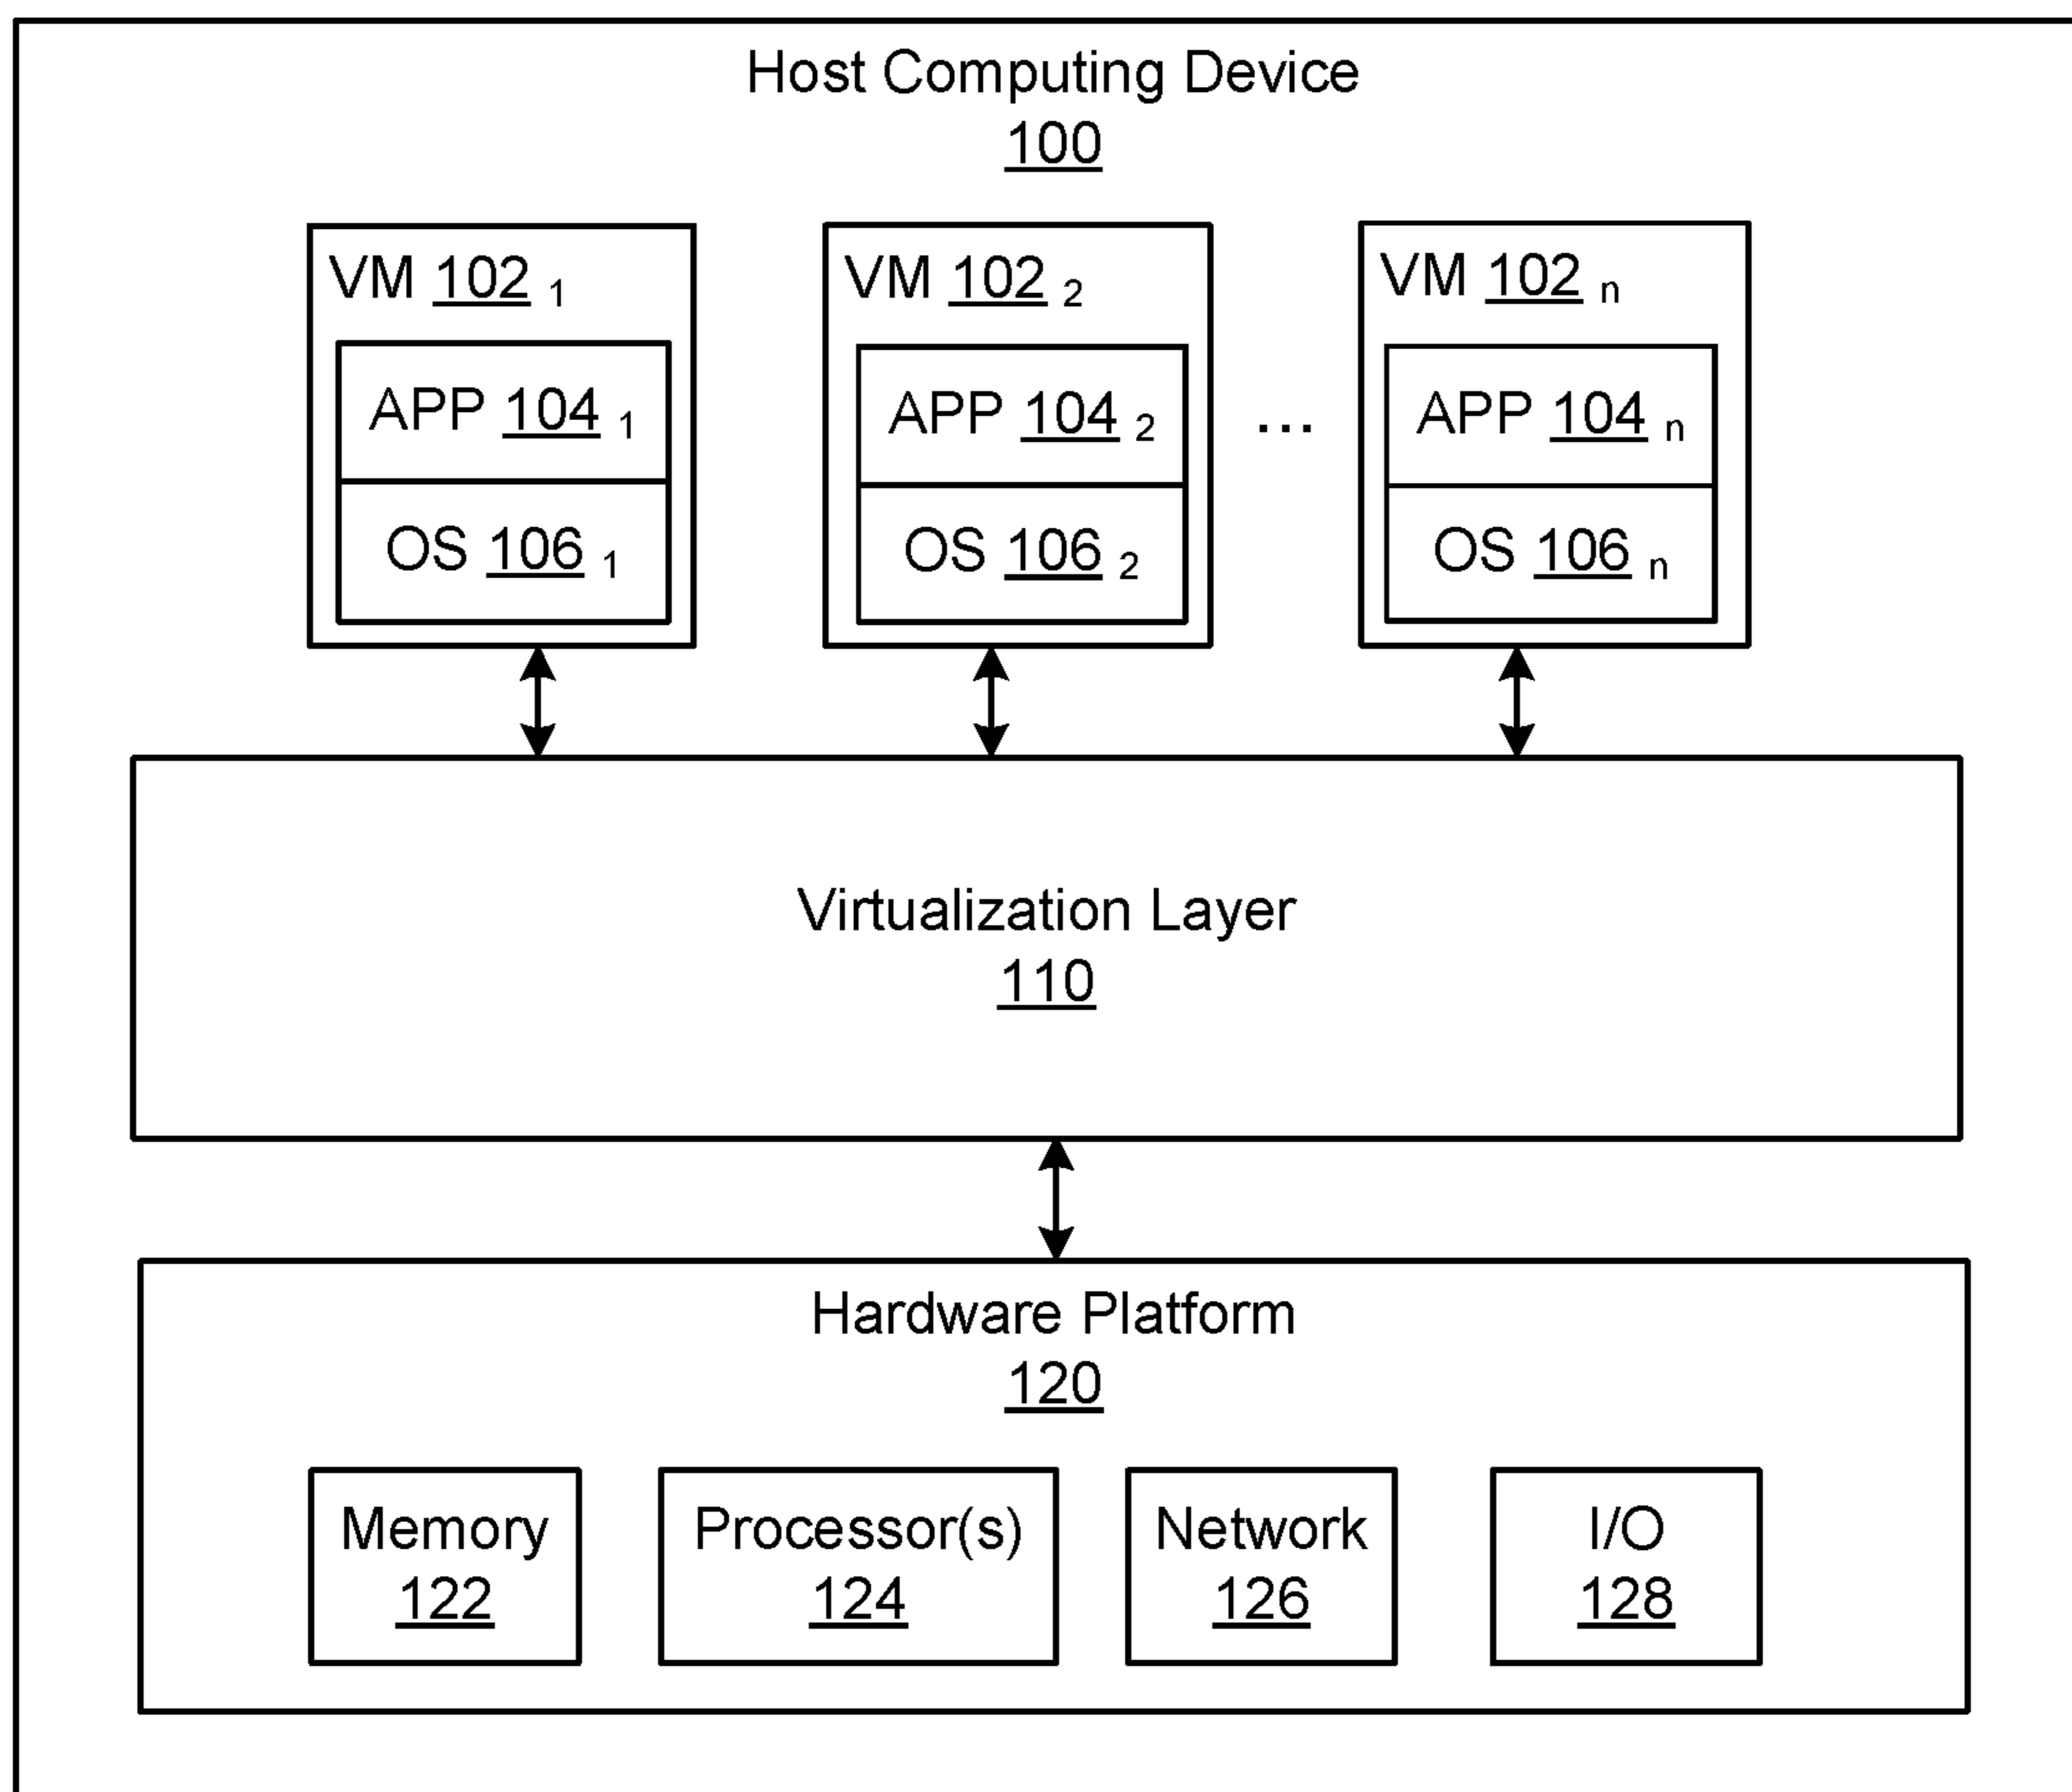 Host Computing Device
100
VM 102 1
VM 102 2
VM 102 n
APP 104 1
APP 104 2
...
APP 104 n
OS 106 1
OS 106 2
OS 106 n
Virtualization Layer
110
Hardware Platform
120
Memory
122
Processor(s)
124
Network
126
I/O
128